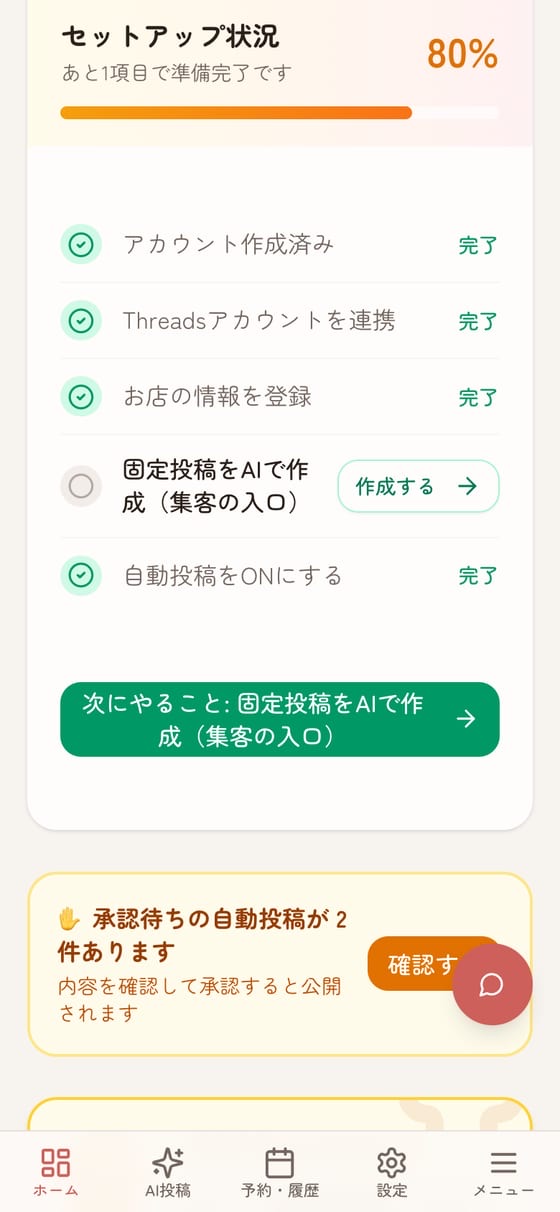 セットアップ状況
あと1項目で準備完了です
80%
アカウント作成済み
完了
Threadsアカウントを連携
完了
お店の情報を登録
完了
固定投稿をAIで作
成（集客の入口）
作成する
自動投稿をONにする
完了
次にやること: 固定投稿をAIで作
成（集客の入口）
承認待ちの自動投稿が 2
件あります
内容を確認して承認すると公開
されます
確認す
ホーム
AI投稿
予約・履歴
設定
メニュー